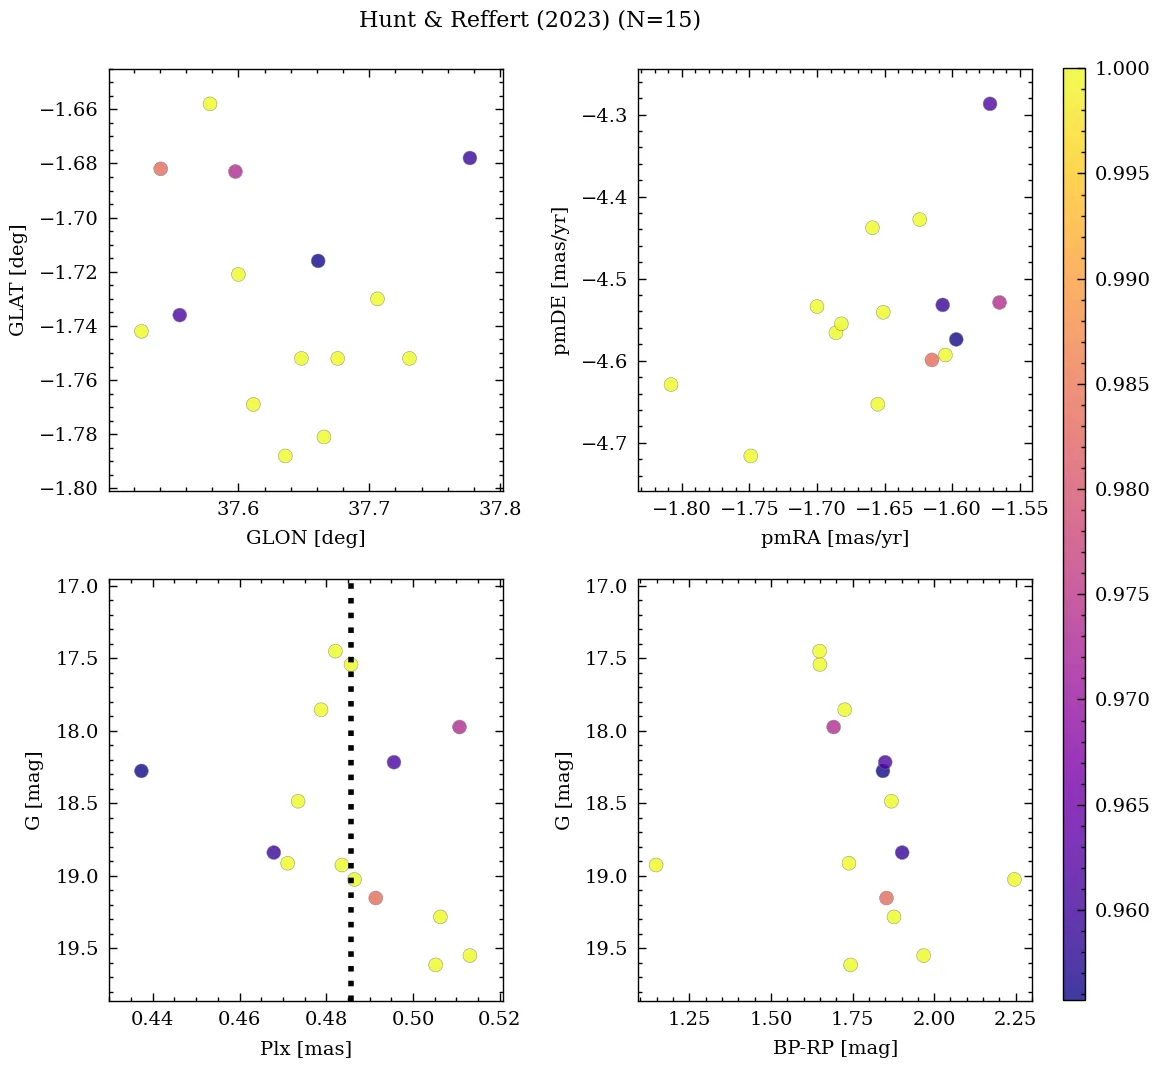 Hunt & Reffert (2023) (N=15)
−1.66
−1.68
−1.70
−1.72
−1.74
−1.76
−1.78
−1.80
GLAT [deg]
37.6 37.7 37.8
GLON [deg]
−4.3
−4.4
−4.5
−4.6
−4.7
pmDE [mas/yr]
−1.80 −1.75 −1.70 −1.65 −1.60 −1.55
pmRA [mas/yr]
17.0
17.5
18.0
18.5
19.0
19.5
G [mag]
0.44 0.46 0.48 0.50 0.52
Plx [mas]
17.0
17.5
18.0
18.5
19.0
19.5
G [mag]
1.25 1.50 1.75 2.00 2.25
BP-RP [mag]
1.000
0.995
0.990
0.985
0.980
0.975
0.970
0.965
0.960